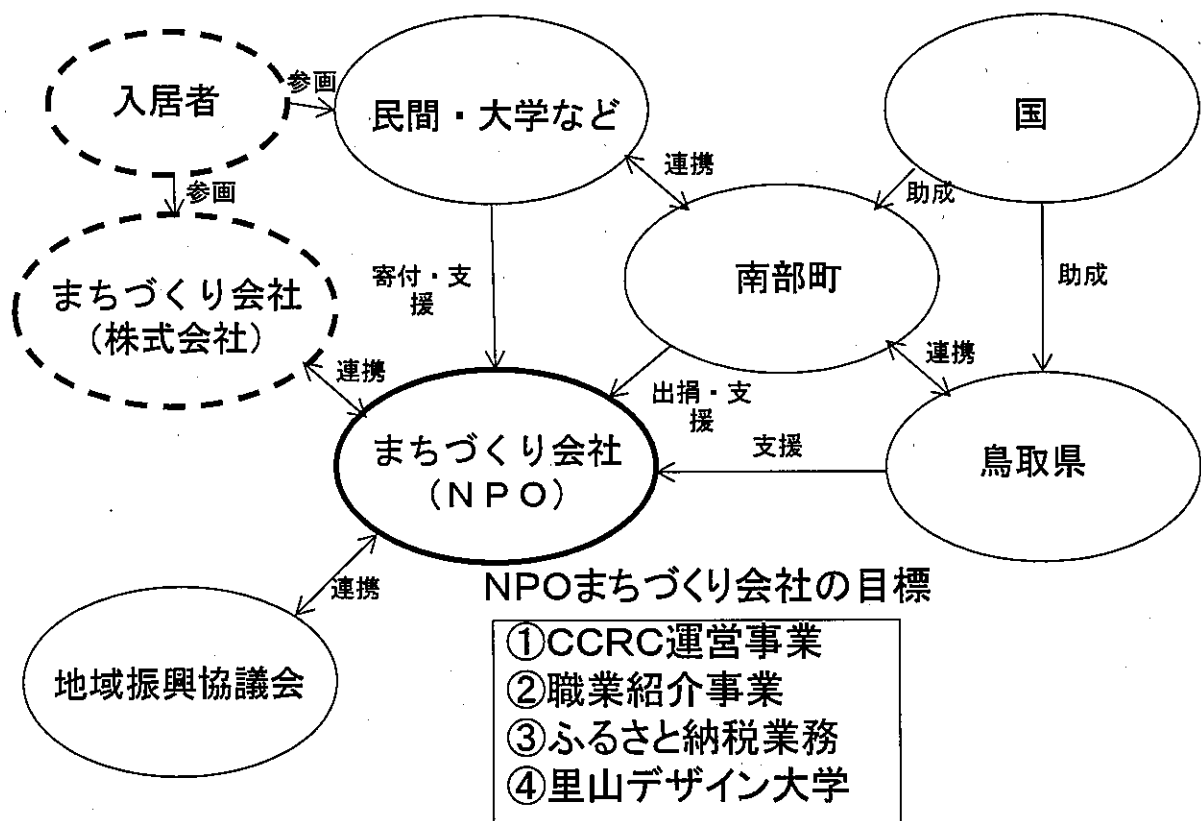 入居者
参画
民間・大学など
国
参画
連携
助成
まちづくり会社
(株式会社)
寄付・支
援
南部町
助成
連携
出捐・支
援
連携
まちづくり会社
(NPO)
支援
鳥取県
連携
地域振興協議会
NPOまちづくり会社の目標
①CCRC運営事業
②職業紹介事業
③ふるさと納税業務
④里山デザイン大学